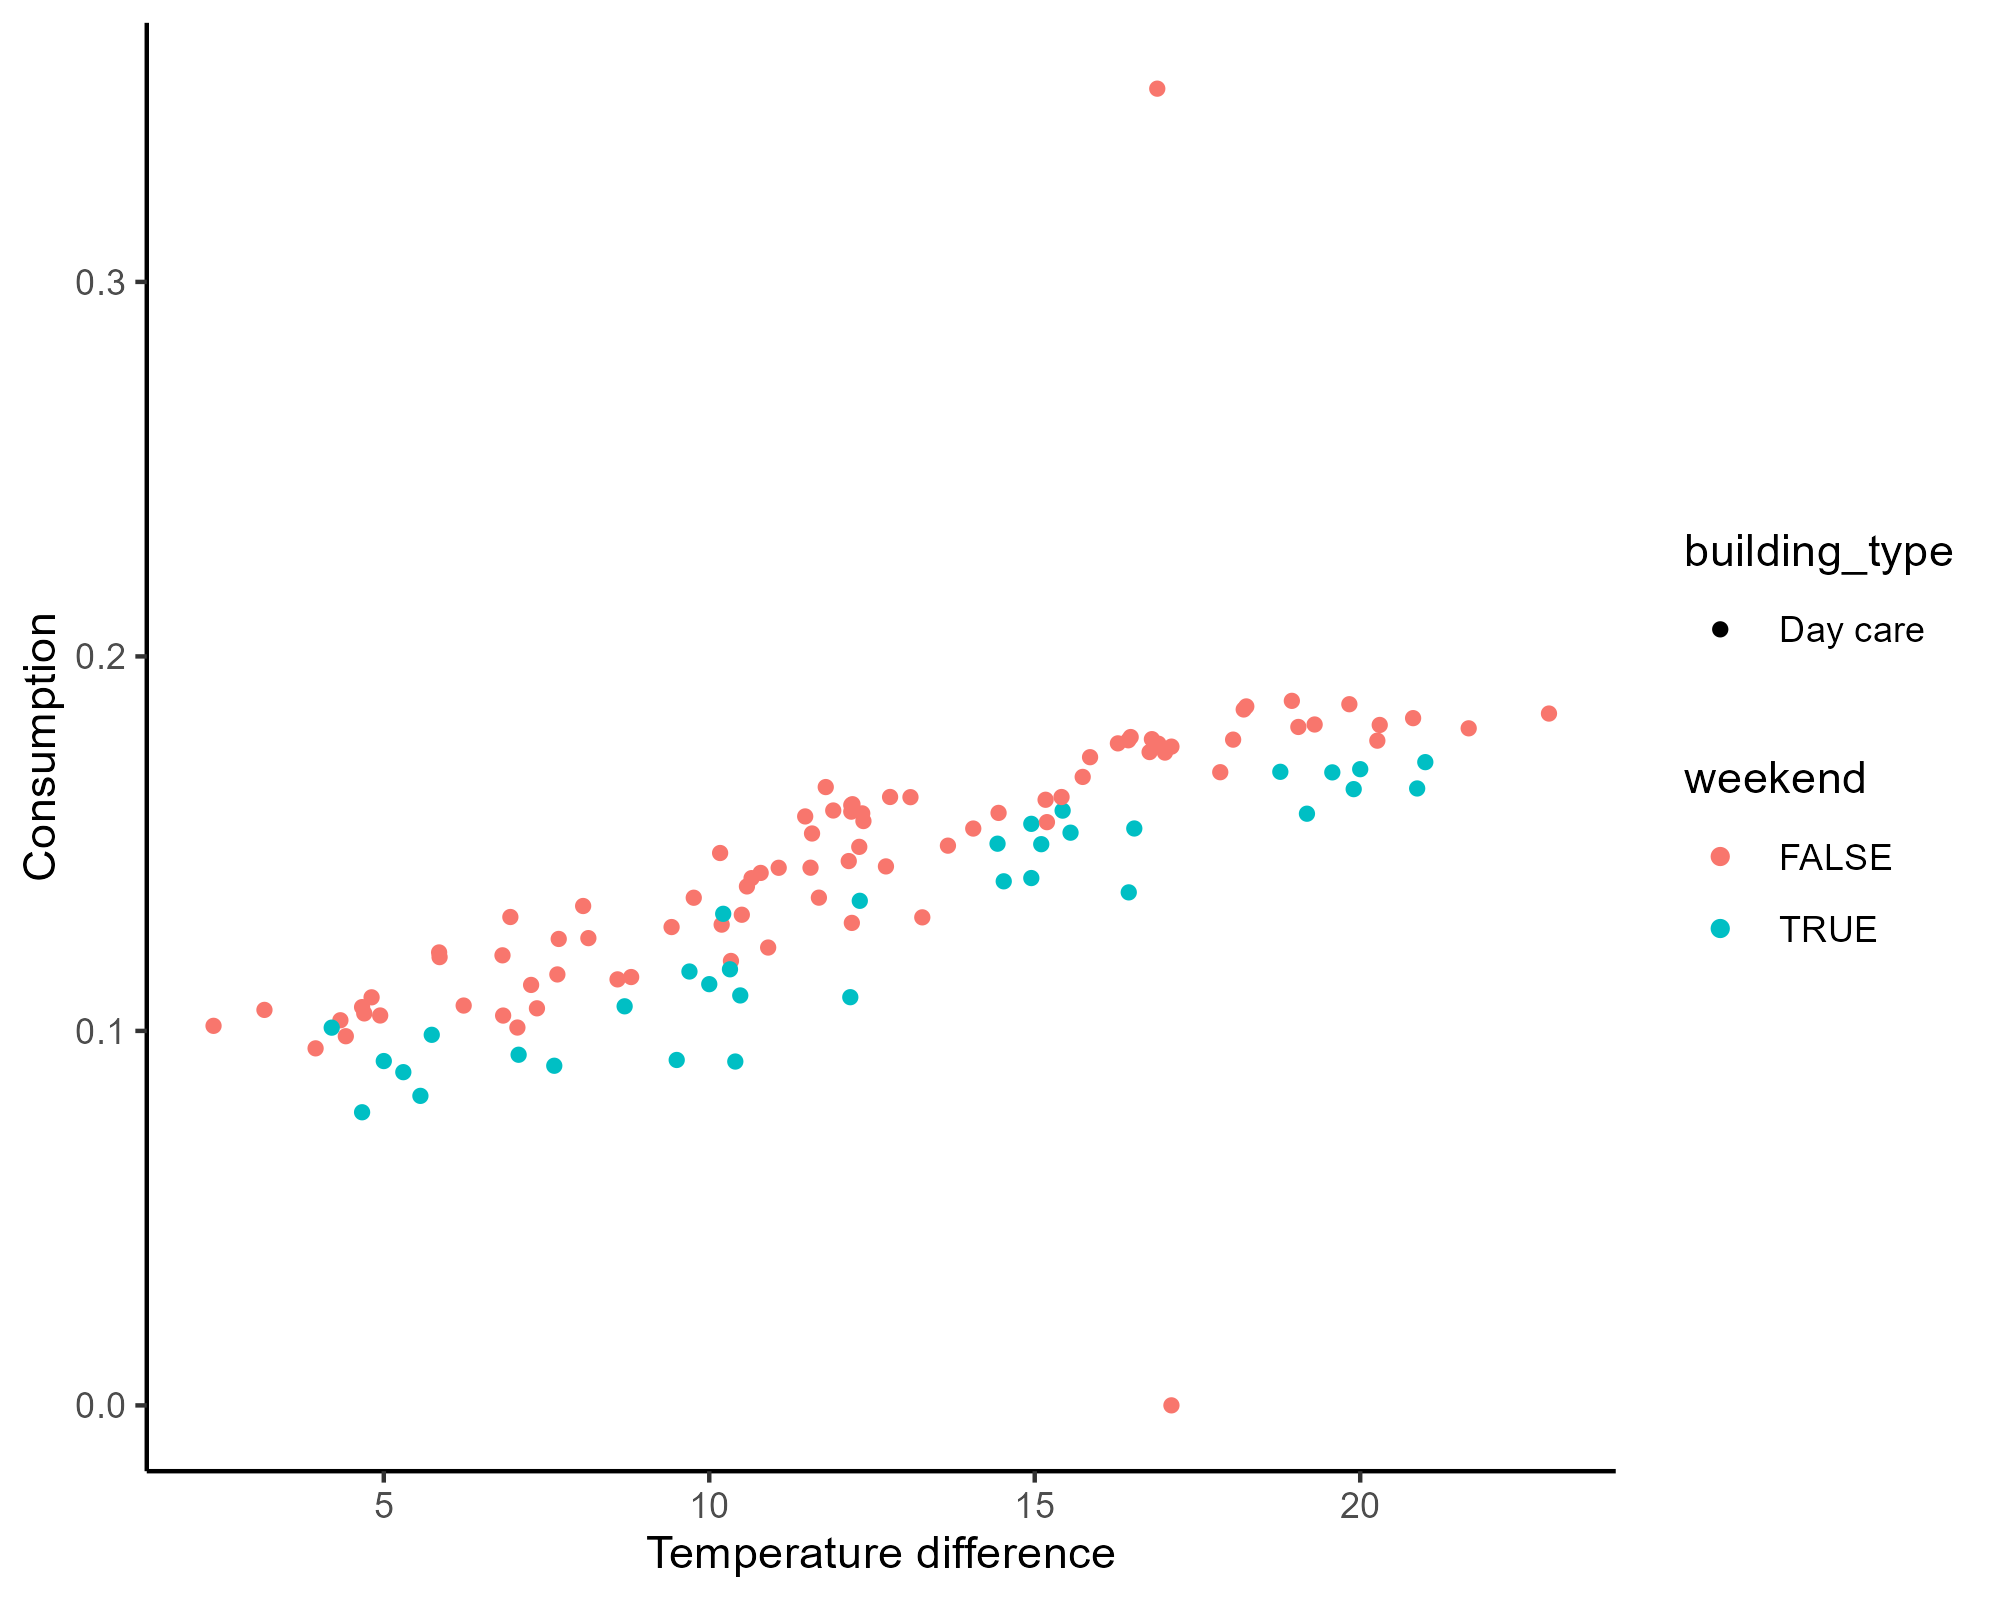 0.3
0.2
0.1
0.0
Consumption
5 10 15 20
Temperature difference
building_type
Day care
weekend
FALSE
TRUE